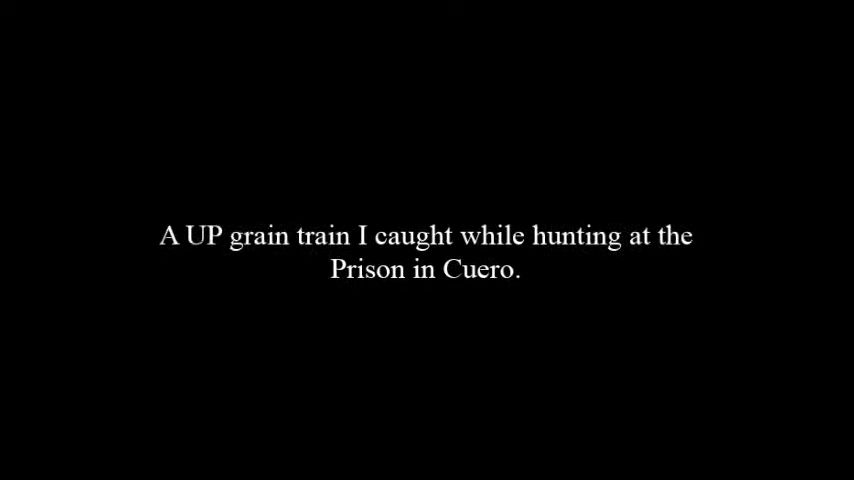 A UP grain train I caught while hunting at the
Prison in Cuero.